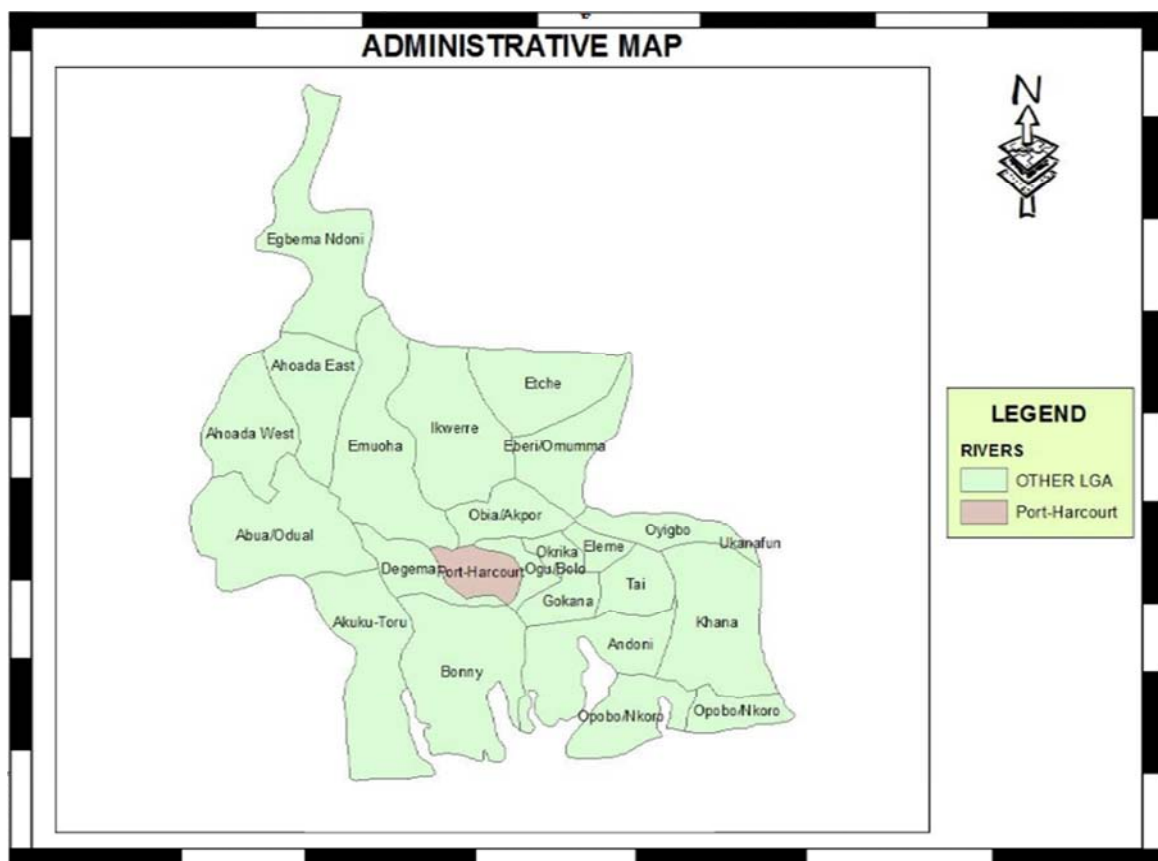 ADMINISTRATIVE MAP
N
Egbema Ndoni
Ahoada East
Etche
Ahoada West
Ikwerre
Emuoha
Eberi/Omumma
Obia/Akpor
Abua/Odual
Oyigbo
Ukanafun
Okrika
Eleme
Degema
Port-Harcourt
Ogu/Bolo
Tai
Gokana
Akuku-Toru
Khana
Andoni
Bonny
Opobo/Nkoro
Opobo/Nkoro
LEGEND
RIVERS
OTHER LGA
Port-Harcourt